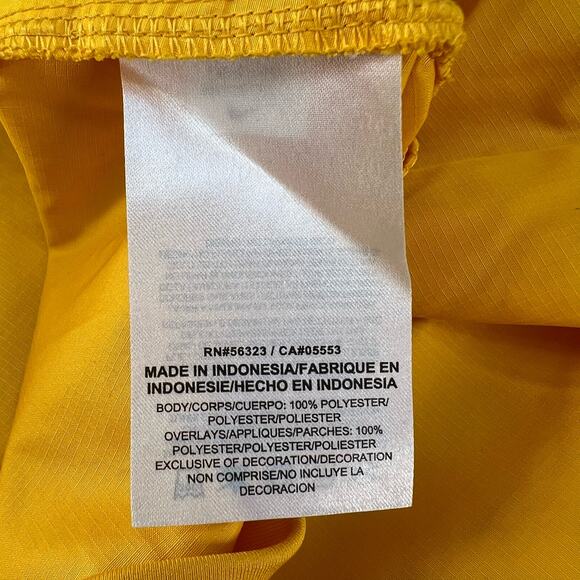 RN#56323 / CA#05553
MADE IN INDONESIA/FABRIQUE EN
INDONESIE/HECHO EN INDONESIA
BODY/CORPS/CUERPO: 100% POLYESTER/
POLYESTER/POLIESTER
OVERLAYS/APPLIQUES/PARCHES: 100%
POLYESTER/POLYESTER/POLIESTER
EXCLUSIVE OF DECORATION/DECORATION
NON COMPRISE/NO INCLUYE LA
DECORACION